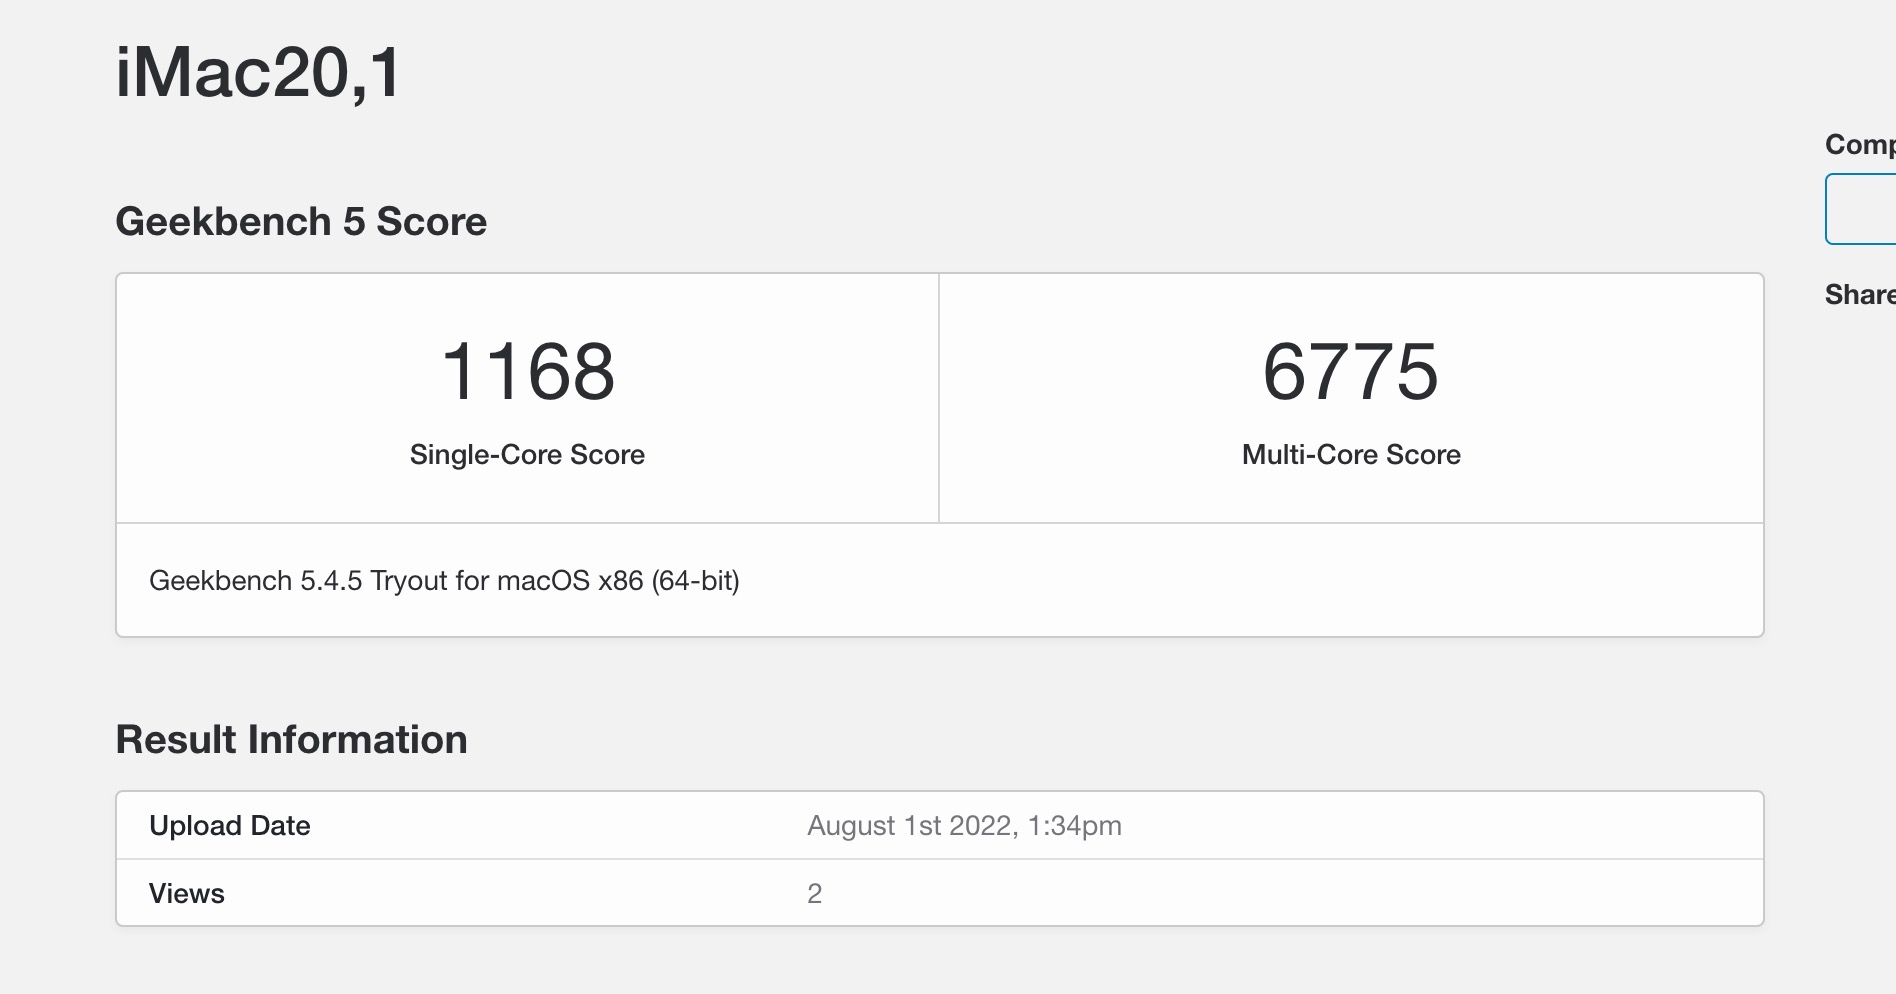 iMac20,1
Comp
Share
Geekbench 5 Score
1168
6775
Single-Core Score
Multi-Core Score
Geekbench 5.4.5 Tryout for macOS x86 (64-bit)
Result Information
Upload Date August 1st 2022, 1:34pm
Views 2